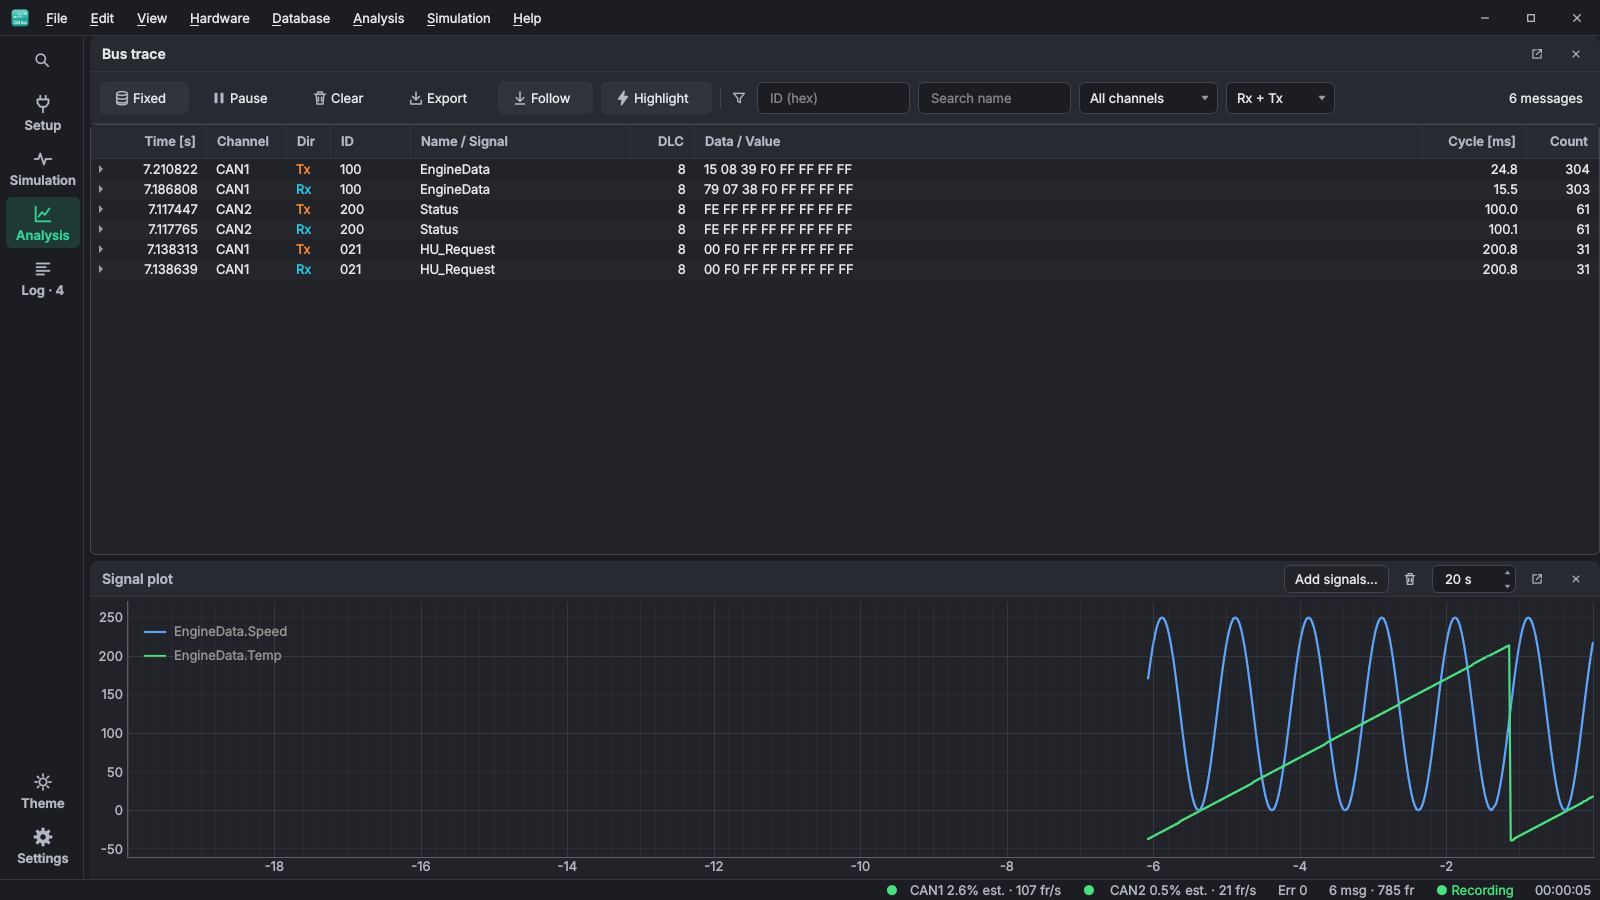 File Edit View Hardware Database Analysis Simulation Help
Bus trace
Fixed Pause Clear Export Follow Highlight ID (hex) Search name All channels Rx + Tx 6 messages
Setup
Simulation
Analysis
Log · 4
Theme
Settings
Time [s] Channel Dir ID Name / Signal DLC Data / Value Cycle [ms] Count
7.210822 CAN1 Tx 100 EngineData 8 15 08 39 F0 FF FF FF FF 24.8 304
7.186808 CAN1 Rx 100 EngineData 8 79 07 38 F0 FF FF FF FF 15.5 303
7.117447 CAN2 Tx 200 Status 8 FE FF FF FF FF FF FF FF 100.0 61
7.117765 CAN2 Rx 200 Status 8 FE FF FF FF FF FF FF FF 100.1 61
7.138313 CAN1 Tx 021 HU_Request 8 00 F0 FF FF FF FF FF FF 200.8 31
7.138639 CAN1 Rx 021 HU_Request 8 00 F0 FF FF FF FF FF FF 200.8 31
Signal plot Add signals... 20 s
EngineData.Speed
EngineData.Temp
250
200
150
100
50
0
-50
-18 -16 -14 -12 -10 -8 -6 -4 -2
CAN1 2.6% est. · 107 fr/s CAN2 0.5% est. · 21 fr/s Err 0 6 msg · 785 fr Recording 00:00:05